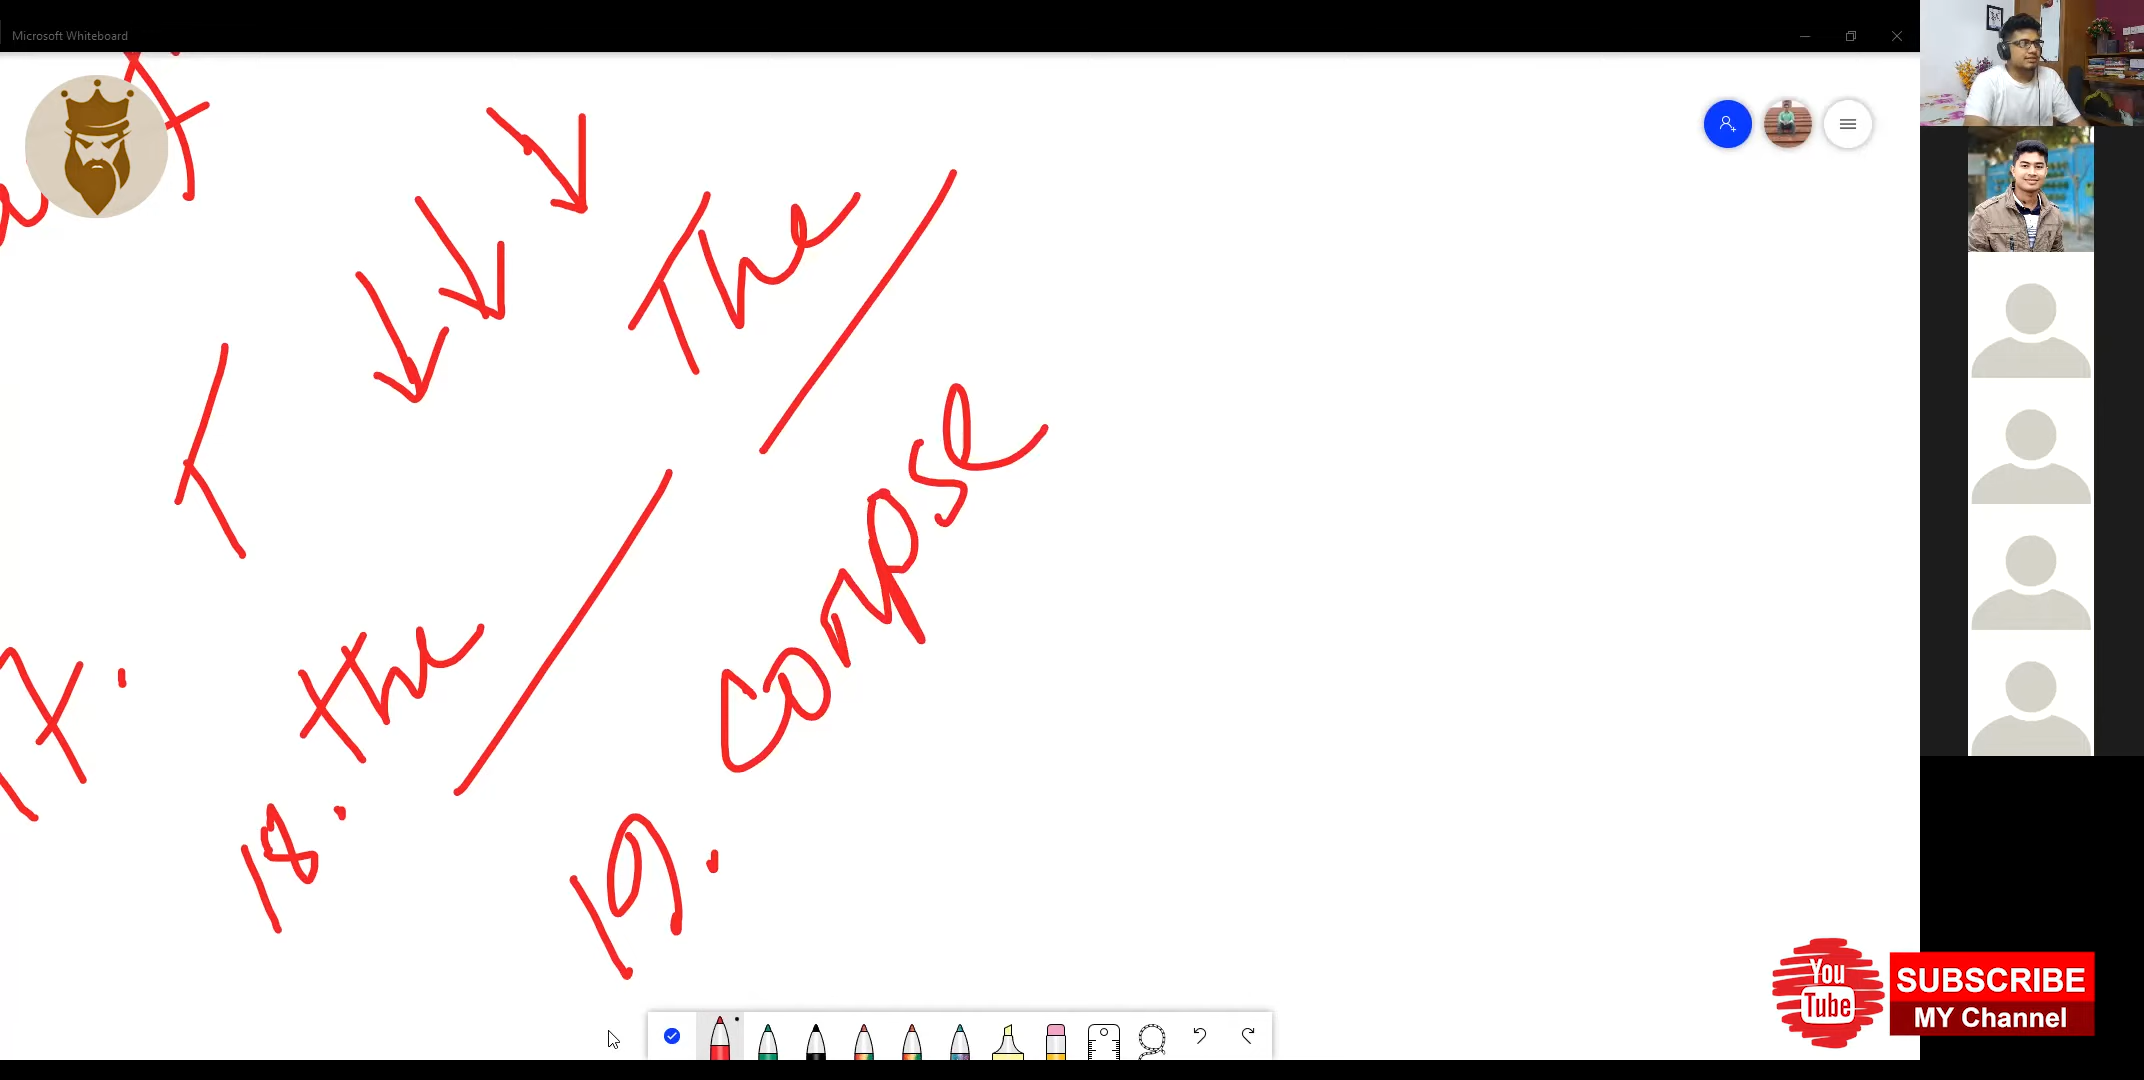 Microsoft Whiteboard
The
T
17.
18. the
19. corpse
You
Tube
SUBSCRIBE
MY Channel